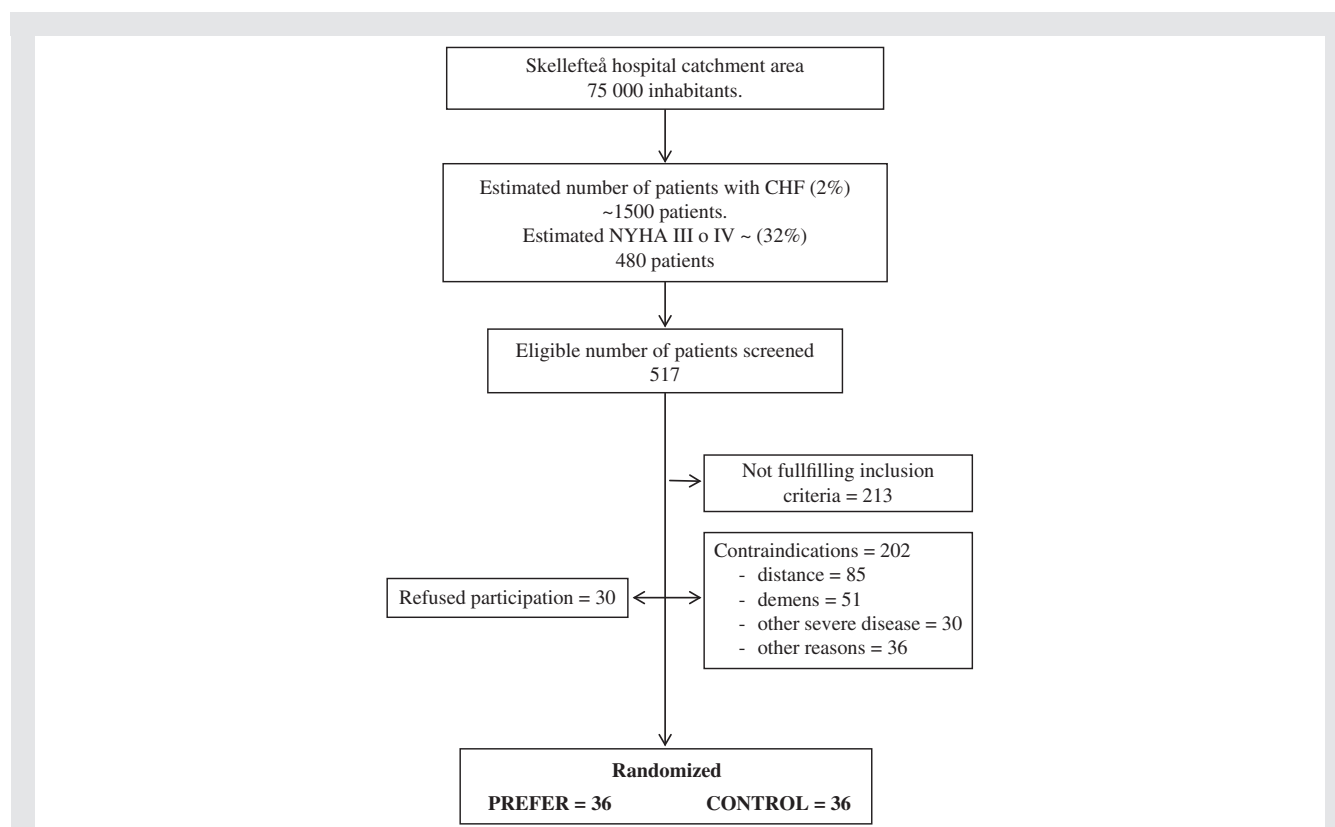 Skellefteå hospital catchment area
75 000 inhabitants.
Estimated number of patients with CHF (2%)
~1500 patients.
Estimated NYHA III o IV ~ (32%)
480 patients
Eligible number of patients screened
517
Not fullfilling inclusion
criteria = 213
Contraindications = 202
- distance = 85
- demens = 51
- other severe disease = 30
- other reasons = 36
Refused participation = 30
Randomized
PREFER = 36 CONTROL = 36